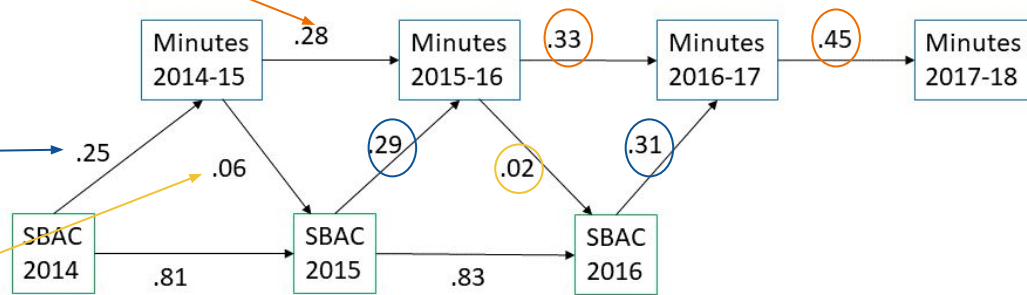 Minutes
2014-15
.28
Minutes
2015-16
.33
Minutes
2016-17
.45
Minutes
2017-18
.25
.06
.29
.02
.31
SBAC
2014
.81
SBAC
2015
.83
SBAC
2016